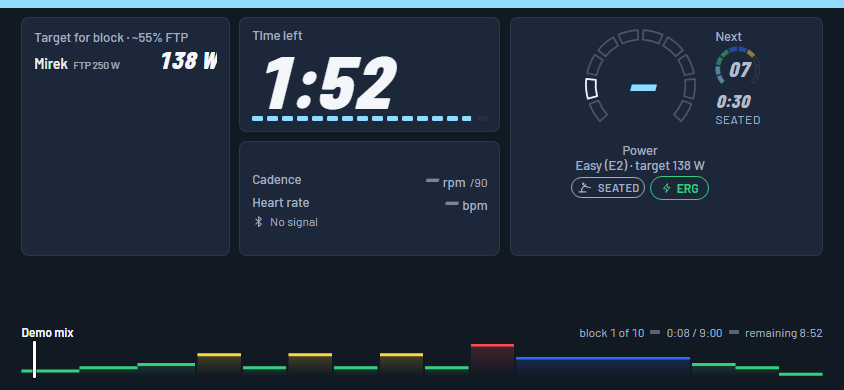 Target for block · ~55% FTP
Mirek FTP 250 W 138 W
Time left
1:52
Cadence – rpm /90
Heart rate – bpm
No signal
–
Power
Easy (E2) · target 138 W
SEATED ERG
Next
07
0:30
SEATED
Demo mix
block 1 of 10 – 0:08 / 9:00 – remaining 8:52